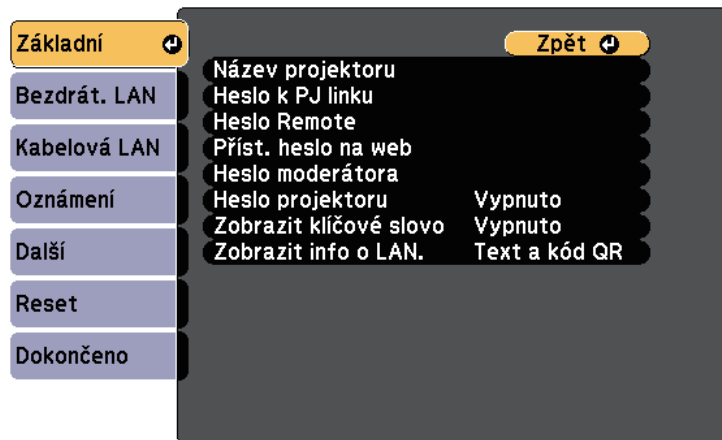 Základní
Bezdrát. LAN
Kabelová LAN
Oznámení
Další
Reset
Dokončeno
Zpět
Název projektoru
Heslo k PJ linku
Heslo Remote
Příst. heslo na web
Heslo moderátora
Heslo projektoru Vypnuto
Zobrazit klíčové slovo Vypnuto
Zobrazit info o LAN. Text a kód QR